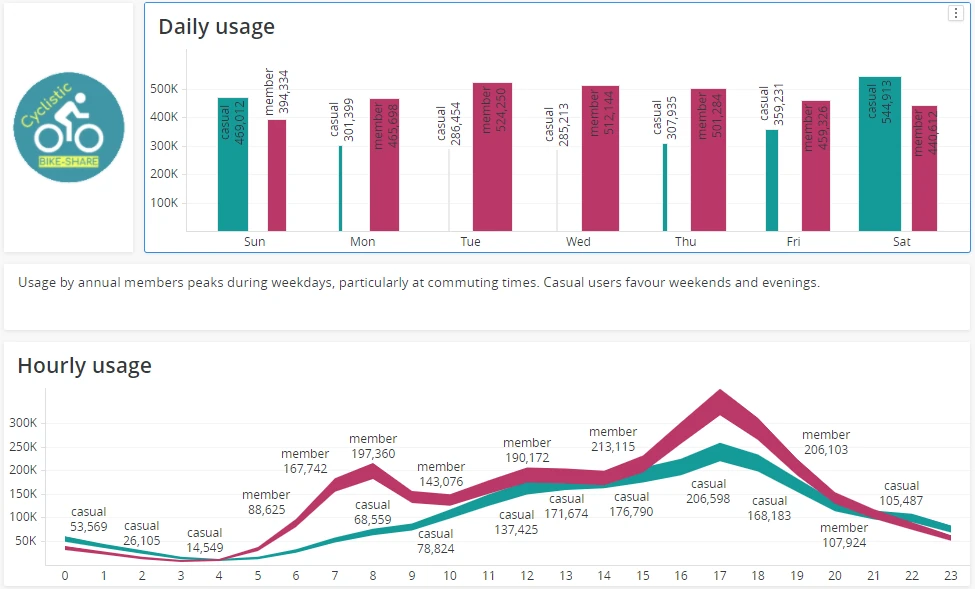 Cyclistic
BIKE-SHARE
Daily usage
500K
400K
300K
200K
100K
casual
469,012
member
394,334
casual
301,399
member
465,698
casual
286,454
member
524,250
casual
285,213
member
512,144
casual
307,935
member
501,284
casual
359,231
member
459,326
casual
544,913
member
440,612
Sun
Mon
Tue
Wed
Thu
Fri
Sat
Usage by annual members peaks during weekdays, particularly at commuting times. Casual users favour weekends and evenings.
Hourly usage
300K
250K
200K
150K
100K
50K
casual
53,569
casual
26,105
casual
14,549
member
88,625
member
167,742
member
197,360
casual
68,559
member
143,076
casual
78,824
member
190,172
casual
137,425
casual
171,674
member
213,115
casual
176,790
casual
206,598
casual
168,183
member
206,103
member
107,924
casual
105,487
0
1
2
3
4
5
6
7
8
9
10
11
12
13
14
15
16
17
18
19
20
21
22
23